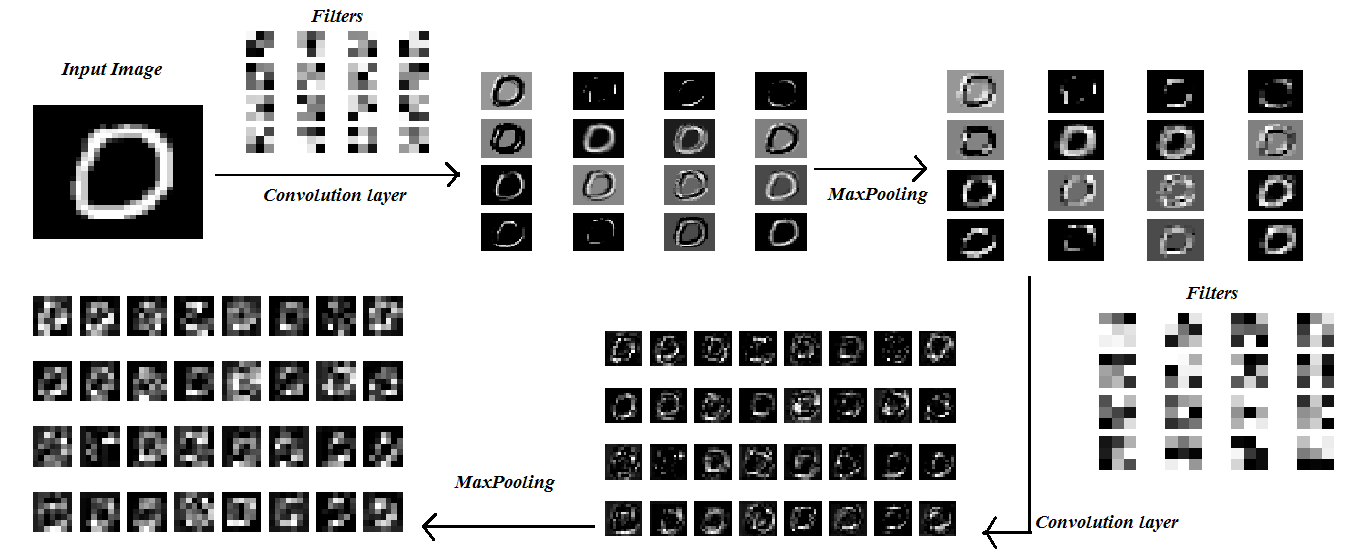 Filters
Input Image
Convolution layer
MaxPooling
Filters
Convolution layer
MaxPooling